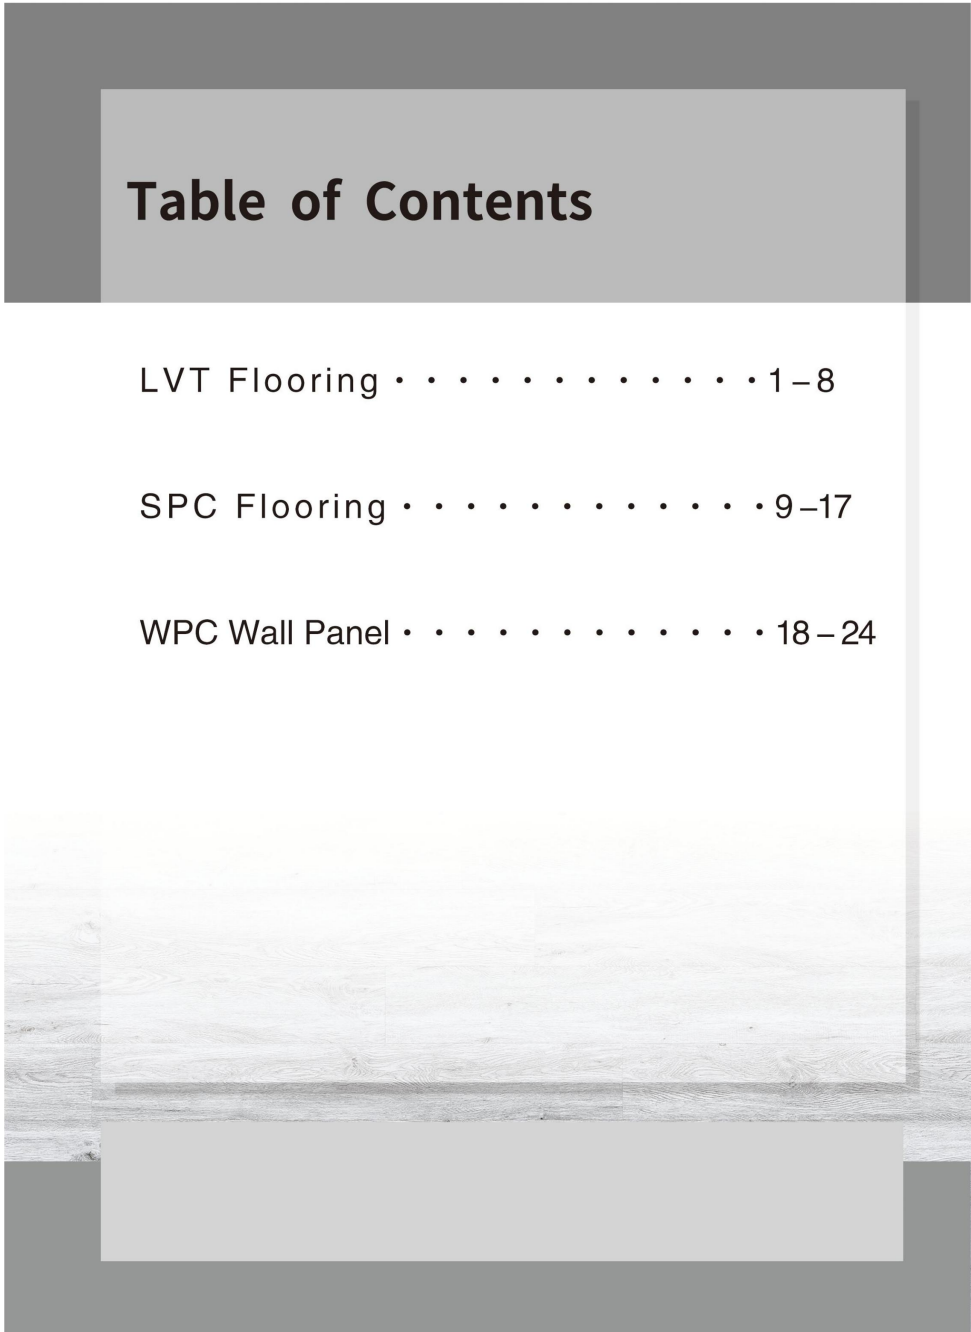 Table of Contents
LVT Flooring · · · · · · · · · · · · 1–8
SPC Flooring · · · · · · · · · · · · 9–17
WPC Wall Panel · · · · · · · · · · · · 18–24